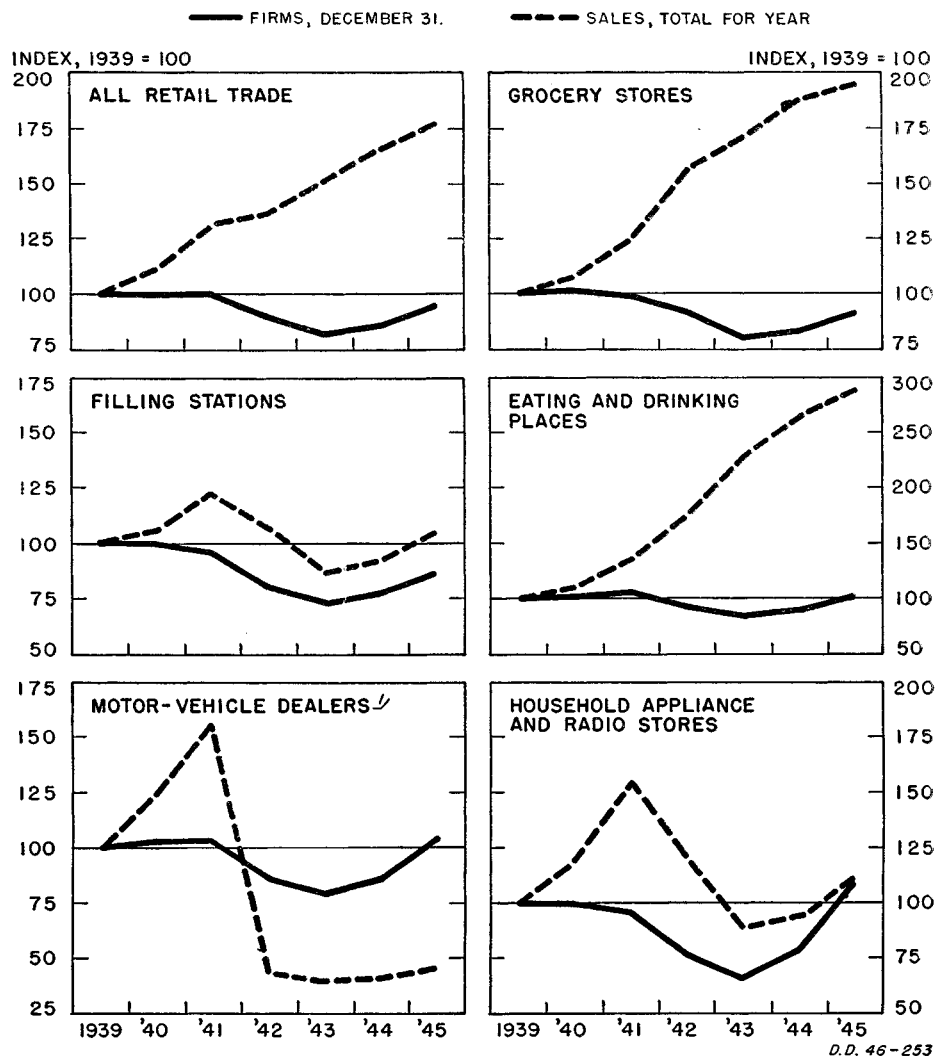 FIRMS, DECEMBER 31.
SALES, TOTAL FOR YEAR
INDEX, 1939 = 100
INDEX, 1939 = 100
ALL RETAIL TRADE
200
175
150
125
100
75
GROCERY STORES
200
175
150
125
100
75
FILLING STATIONS
175
150
125
100
75
50
EATING AND DRINKING
PLACES
300
250
200
150
100
50
MOTOR-VEHICLE DEALERS 1/
175
150
125
100
75
50
25
HOUSEHOLD APPLIANCE
AND RADIO STORES
200
175
150
125
100
75
50
1939 '40 '41 '42 '43 '44 '45
1939 '40 '41 '42 '43 '44 '45
D.D. 46-253